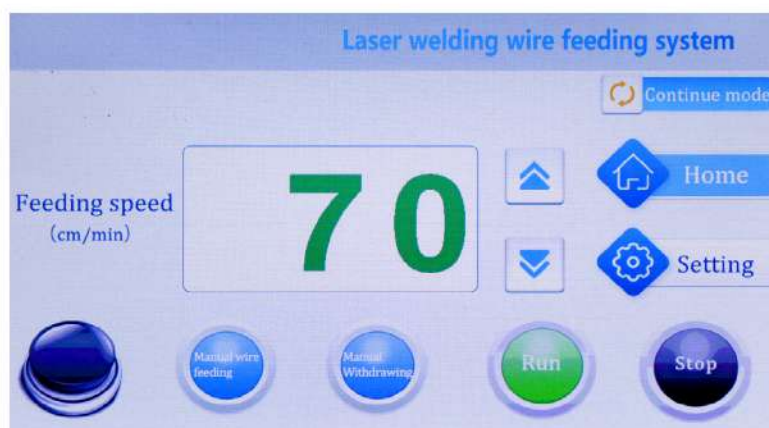 Laser welding wire feeding system
Continue mode
Feeding speed
(cm/min)
70
Home
Setting
Manual wire
feeding
Manual
Withdrawing
Run
Stop